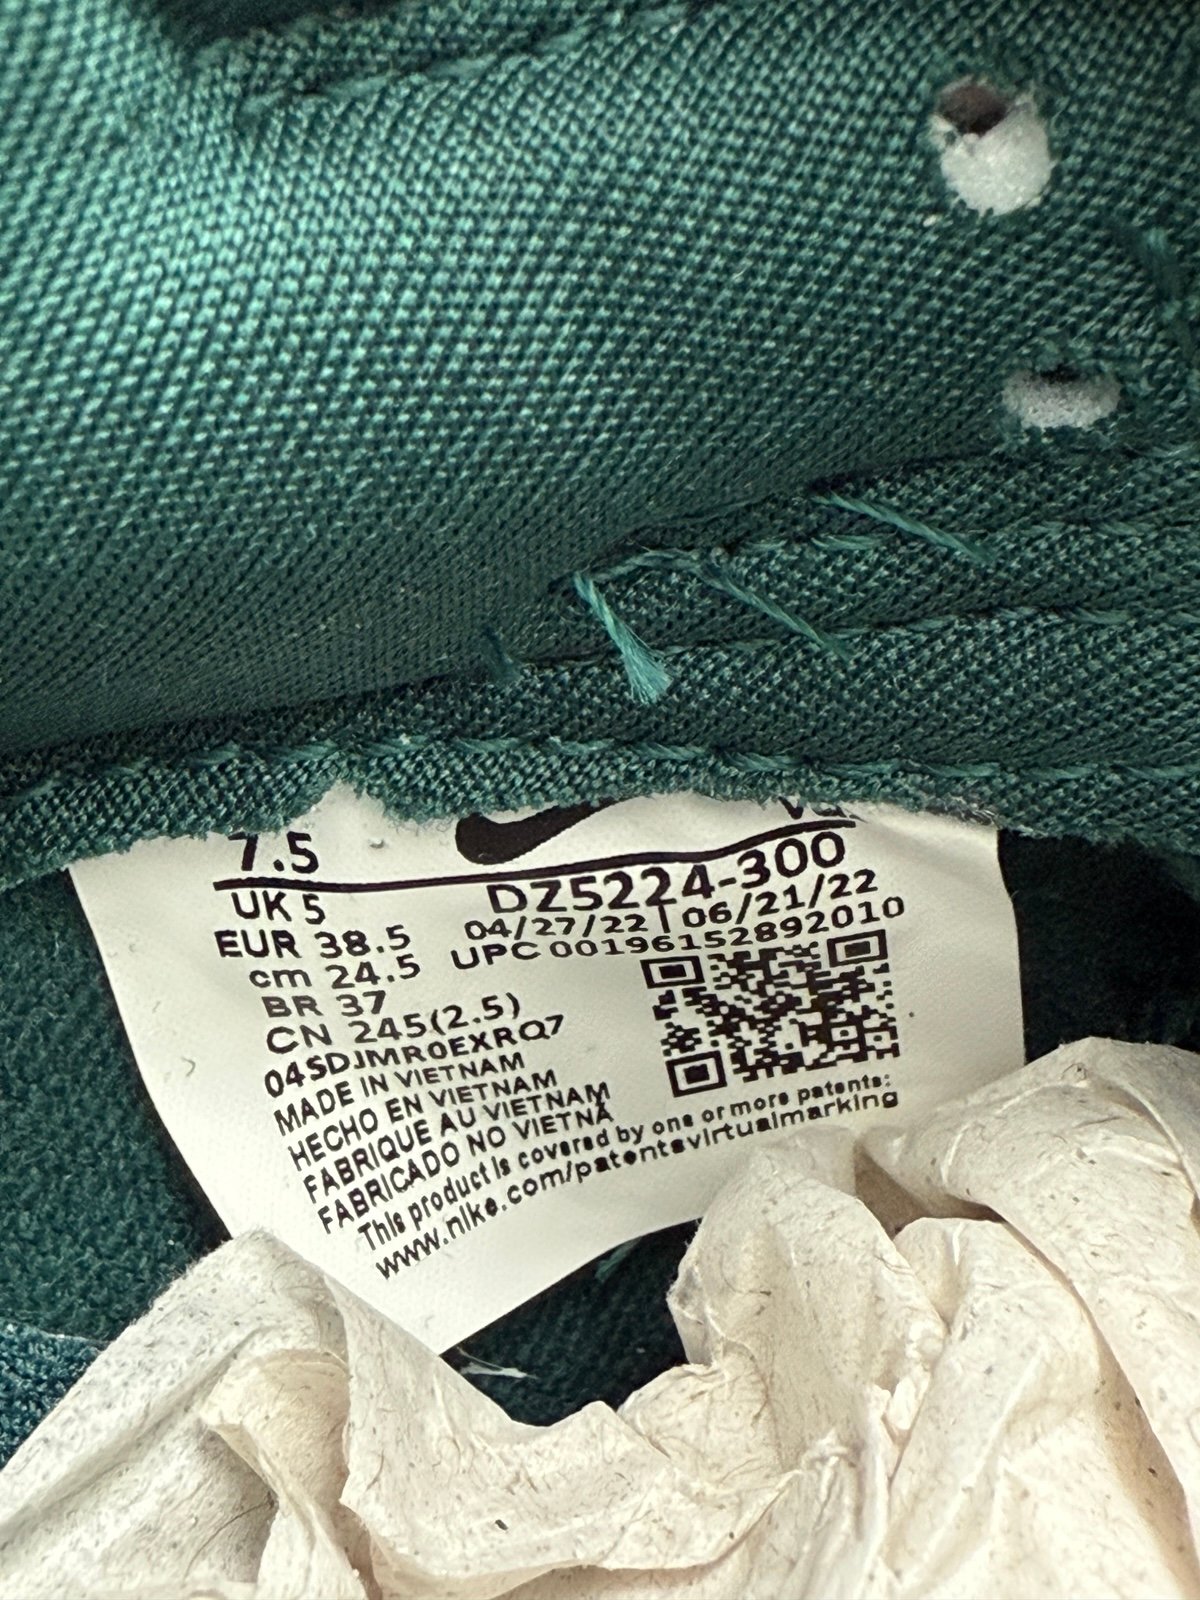 7.5
DZ5224-300
UK 5
04/27/22 | 06/21/22
EUR 38.5
UPC 00196152892010
cm 24.5
BR 37
CN 245(2.5)
04SDJMR0EXRQ7
MADE IN VIETNAM
HECHO EN VIETNAM
FABRIQUE AU VIETNAM
FABRICADO NO VIETNÃ
This product is covered by one or more patents:
www.nike.com/patentsvirtualmarking